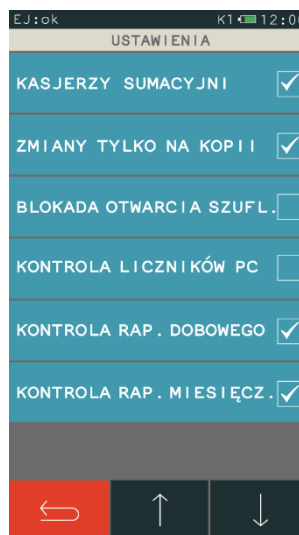 EJ:ok K1 12:00
USTAWIENIA
KASJERZY SUMACYJNI
ZMIANY TYLKO NA KOPII
BLOKADA OTWARCIA SZUFL.
KONTROLA LICZNIKÓW PC
KONTROLA RAP. DOBOWEGO
KONTROLA RAP. MIESIĘCZ.